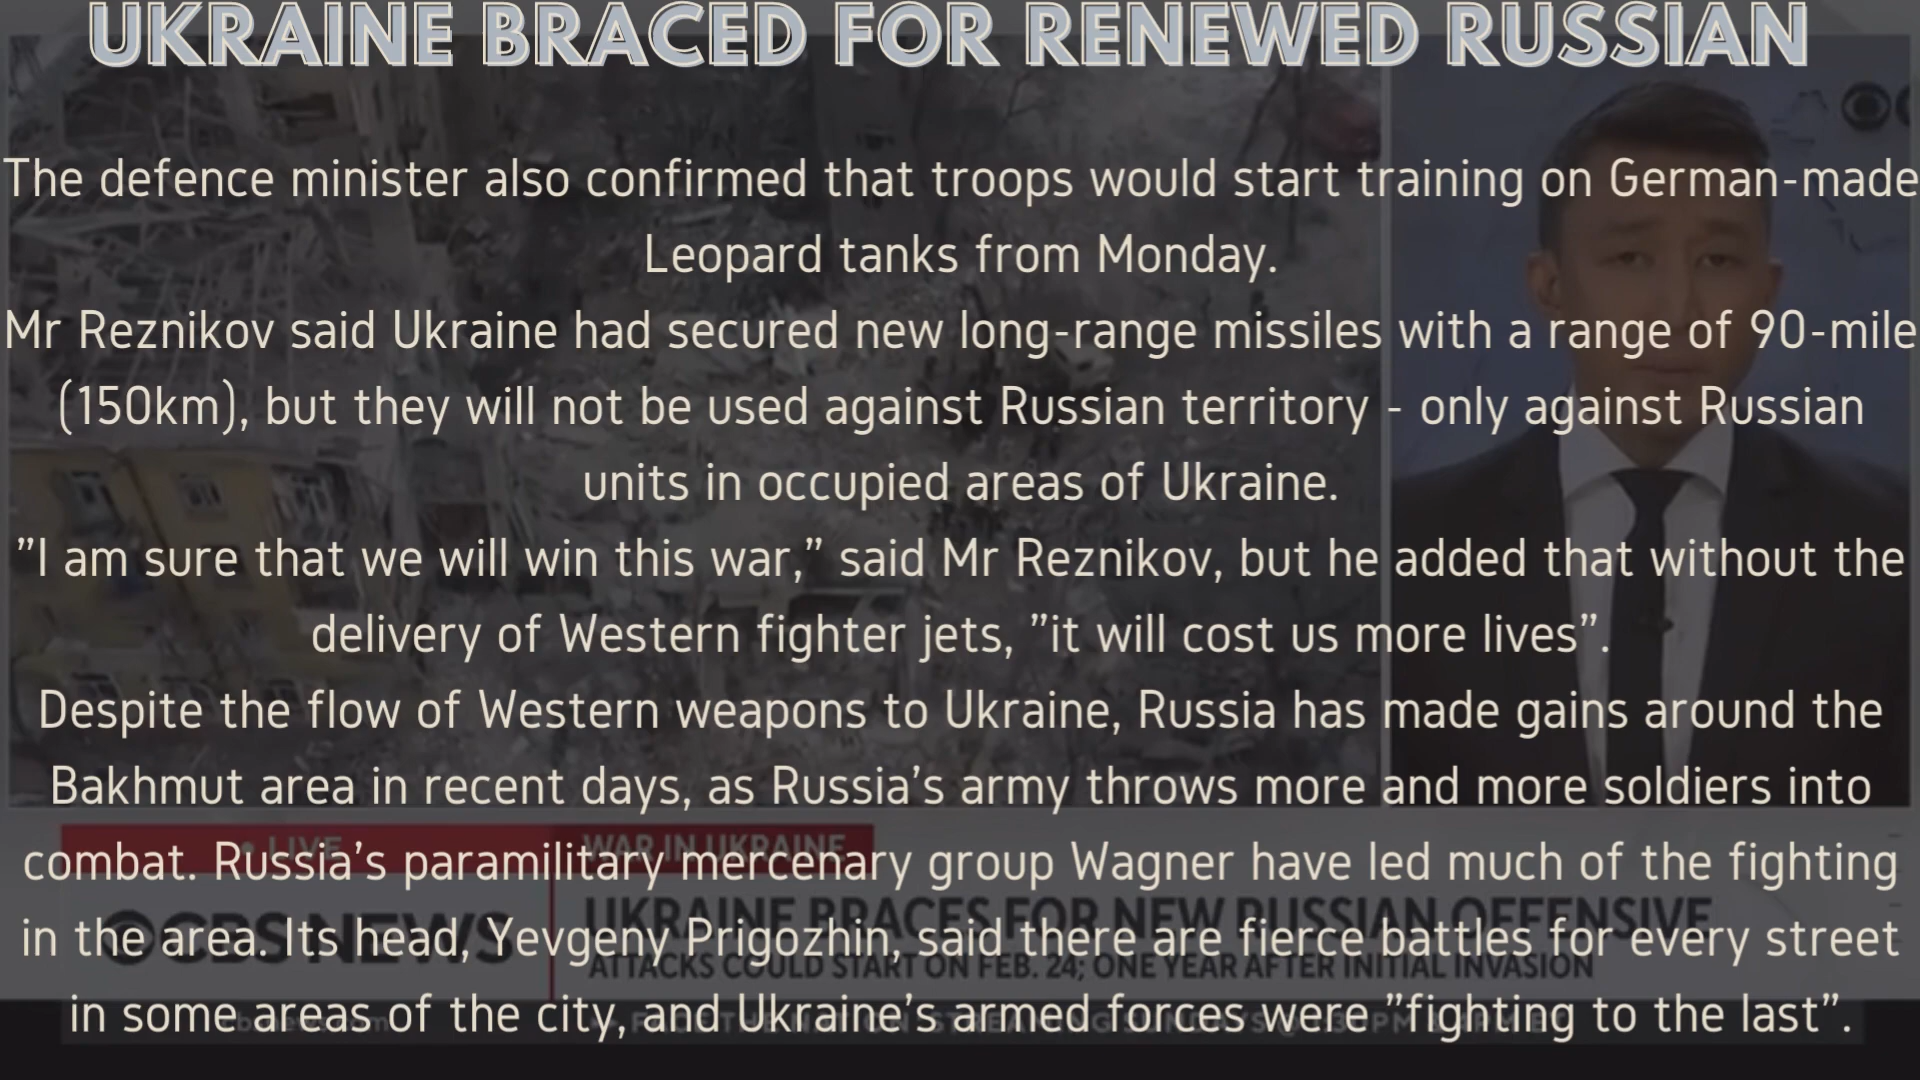 UKRAINE BRACED FOR RENEWED RUSSIAN
The defence minister also confirmed that troops would start training on German-made
Leopard tanks from Monday.
Mr Reznikov said Ukraine had secured new long-range missiles with a range of 90-mile
(150km), but they will not be used against Russian territory - only against Russian
units in occupied areas of Ukraine.
"I am sure that we will win this war," said Mr Reznikov, but he added that without the
delivery of Western fighter jets, "it will cost us more lives".
Despite the flow of Western weapons to Ukraine, Russia has made gains around the
Bakhmut area in recent days, as Russia's army throws more and more soldiers into
LIVE WAR IN UKRAINE
combat. Russia's paramilitary mercenary group Wagner have led much of the fighting
UKRAINE BRACES FOR NEW RUSSIAN OFFENSIVE
CBS NEWS
in the area. Its head, Yevgeny Prigozhin, said there are fierce battles for every street
ATTACKS COULD START ON FEB. 24; ONE YEAR AFTER INITIAL INVASION
in some areas of the city, and Ukraine's armed forces were "fighting to the last".
FACE THE NATION STREAMING SUNDAYS